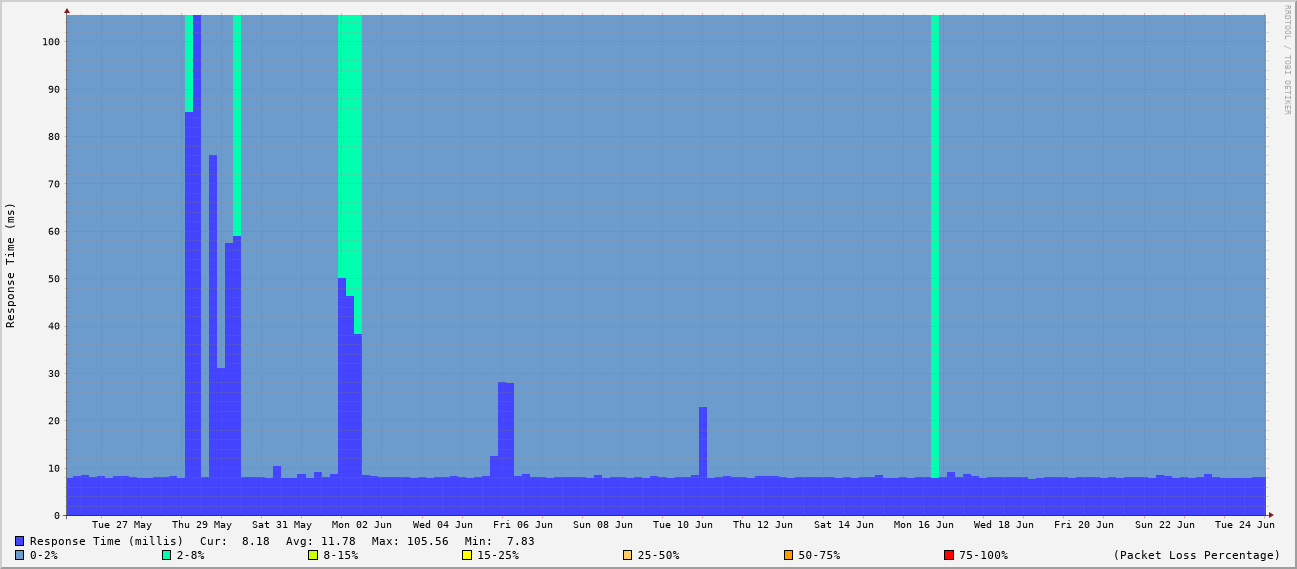 RRDTOOL / TOBI OETIKER
Response Time (ms)
100
90
80
70
60
50
40
30
20
10
0
Tue 27 May Thu 29 May Sat 31 May Mon 02 Jun Wed 04 Jun Fri 06 Jun Sun 08 Jun Tue 10 Jun Thu 12 Jun Sat 14 Jun Mon 16 Jun Wed 18 Jun Fri 20 Jun Sun 22 Jun Tue 24 Jun
Response Time (millis) Cur: 8.18 Avg: 11.78 Max: 105.56 Min: 7.83
0-2% 2-8% 8-15% 15-25% 25-50% 50-75% 75-100% (Packet Loss Percentage)